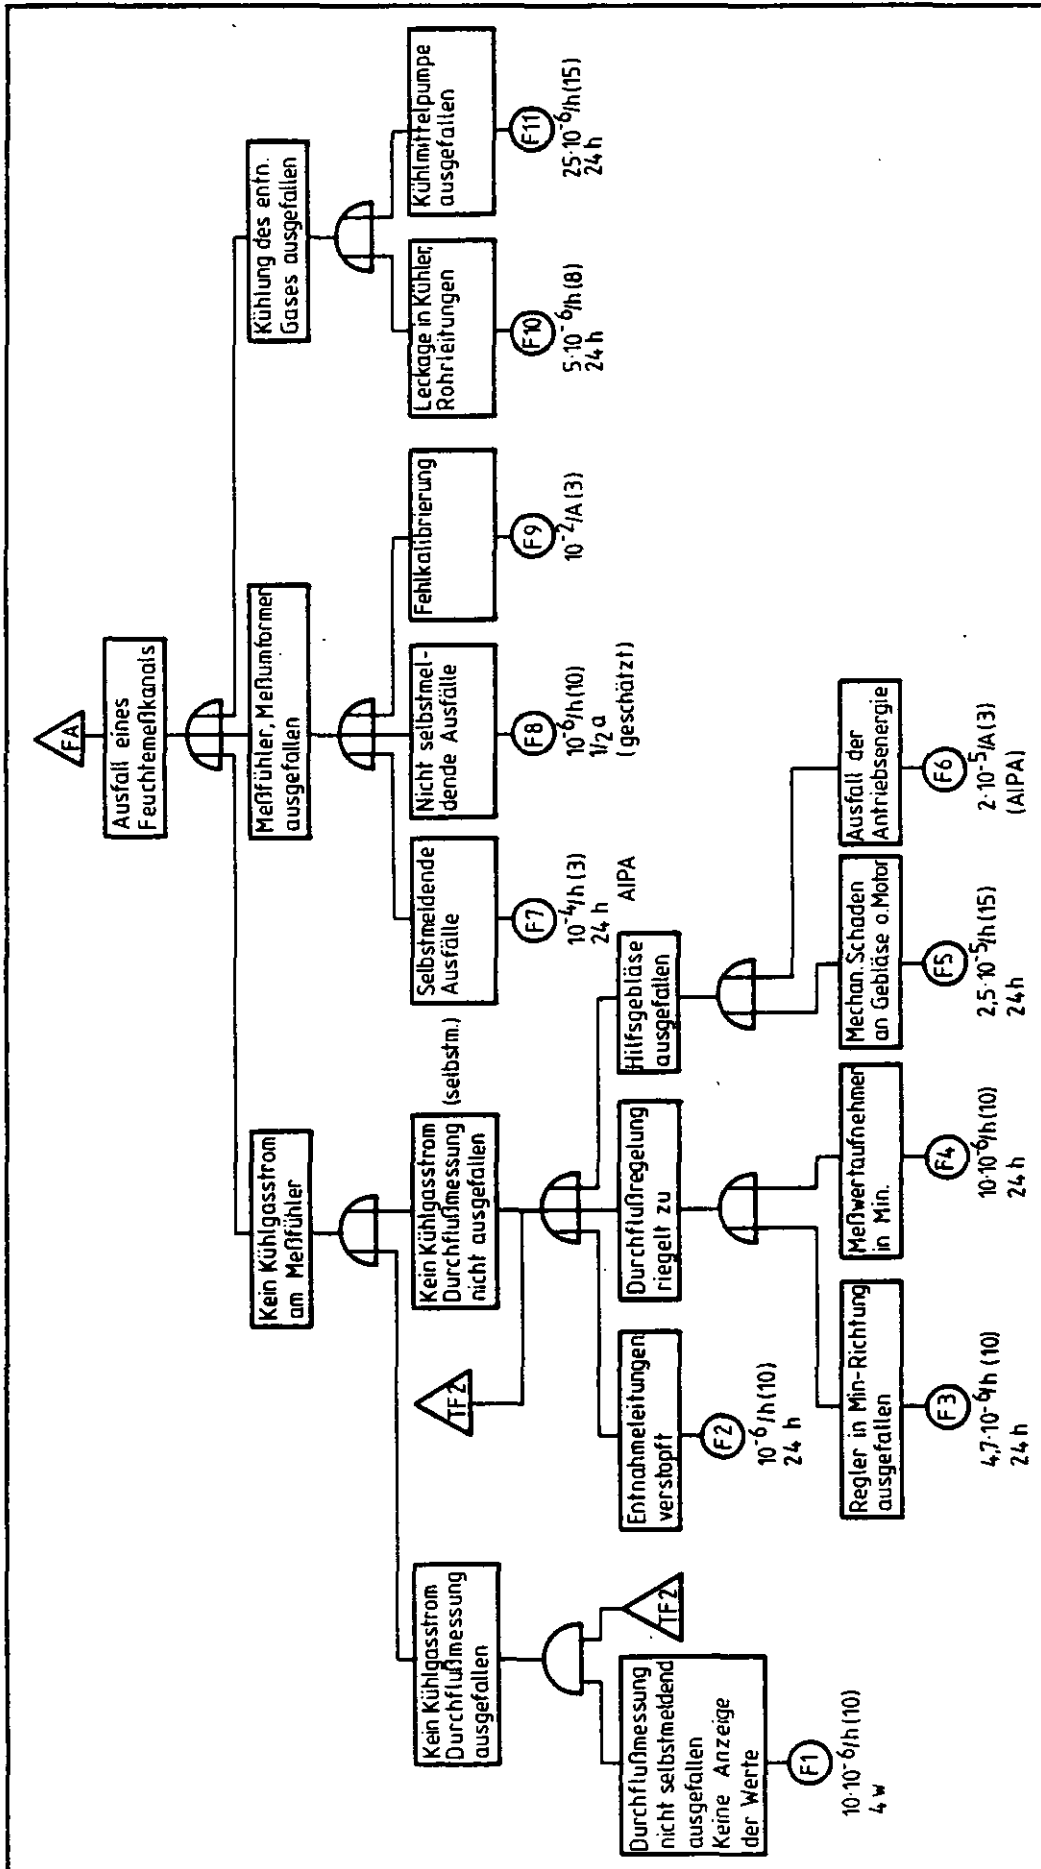 FA
Ausfall eines
Feuchtemeßkanals
Kein Kühlgasstrom
am Meßfühler
Meßfühler, Meßumformer
ausgefallen
Kühlung des entn.
Gases ausgefallen
Kein Kühlgasstrom
Durchflußmessung
ausgefallen
TF2
Kein Kühlgasstrom
Durchflußmessung
nicht ausgefallen
(selbstm.)
Selbstmeldende
Ausfälle
F7
10⁻⁴/h (3)
24 h
AIPA
Nicht selbstmel-
dende Ausfälle
F8
10⁻⁶/h (10)
1/2 a
(geschätzt)
Fehlkalibrierung
F9
10⁻²/A (3)
Leckage in Kühler,
Rohrleitungen
F10
5·10⁻⁶/h (8)
24 h
Kühlmittelpumpe
ausgefallen
F11
25·10⁻⁶/h (15)
24 h
Durchflußmessung
nicht selbstmeldend
ausgefallen
Keine Anzeige
der Werte
F1
10·10⁻⁶/h (10)
4 w
TF2
Entnahmeleitungen
verstopft
F2
10⁻⁶/h (10)
24 h
Durchflußregelung
riegelt zu
Hilfsgebläse
ausgefallen
Regler in Min-Richtung
ausgefallen
F3
4,7·10⁻⁶/h (10)
24 h
Meßwertaufnehmer
in Min.
F4
10·10⁻⁶/h (10)
24 h
Mechan. Schaden
an Gebläse o. Motor
F5
2,5·10⁻⁵/h (15)
24 h
Ausfall der
Antriebsenergie
F6
2·10⁻⁵/A (3)
(AIPA)